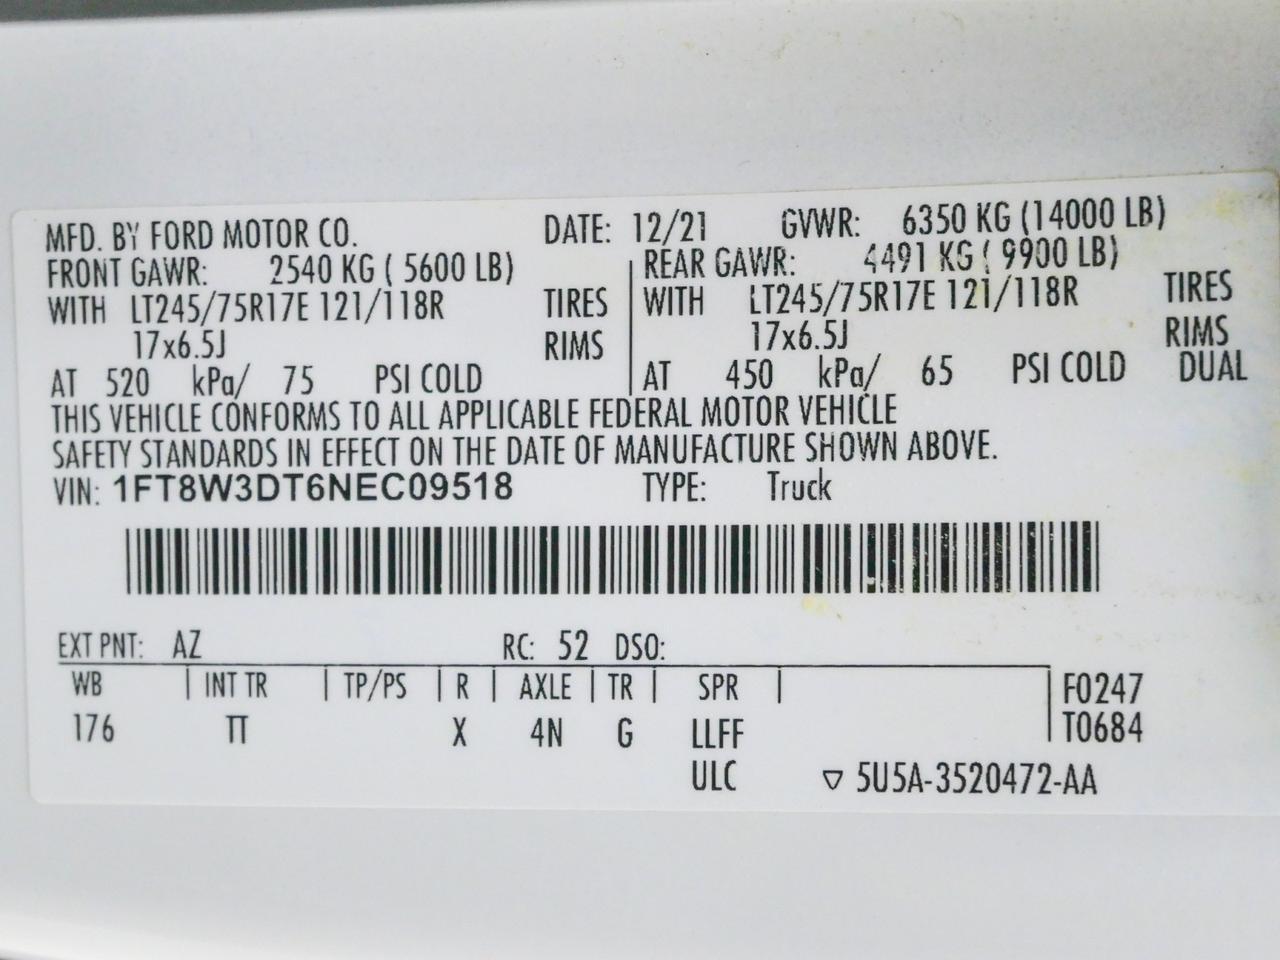 MFD. BY FORD MOTOR CO. DATE: 12/21 GVWR: 6350 KG (14000 LB)
FRONT GAWR: 2540 KG ( 5600 LB) REAR GAWR: 4491 KG ( 9900 LB)
WITH LT245/75R17E 121/118R TIRES WITH LT245/75R17E 121/118R TIRES
17x6.5J RIMS 17x6.5J RIMS
AT 520 kPa/ 75 PSI COLD AT 450 kPa/ 65 PSI COLD DUAL
THIS VEHICLE CONFORMS TO ALL APPLICABLE FEDERAL MOTOR VEHICLE
SAFETY STANDARDS IN EFFECT ON THE DATE OF MANUFACTURE SHOWN ABOVE.
VIN: 1FT8W3DT6NEC09518 TYPE: Truck
EXT PNT: AZ RC: 52 DSO:
WB INT TR TP/PS R AXLE TR SPR F0247
176 TT X 4N G LLFF T0684
ULC ▽ 5U5A-3520472-AA